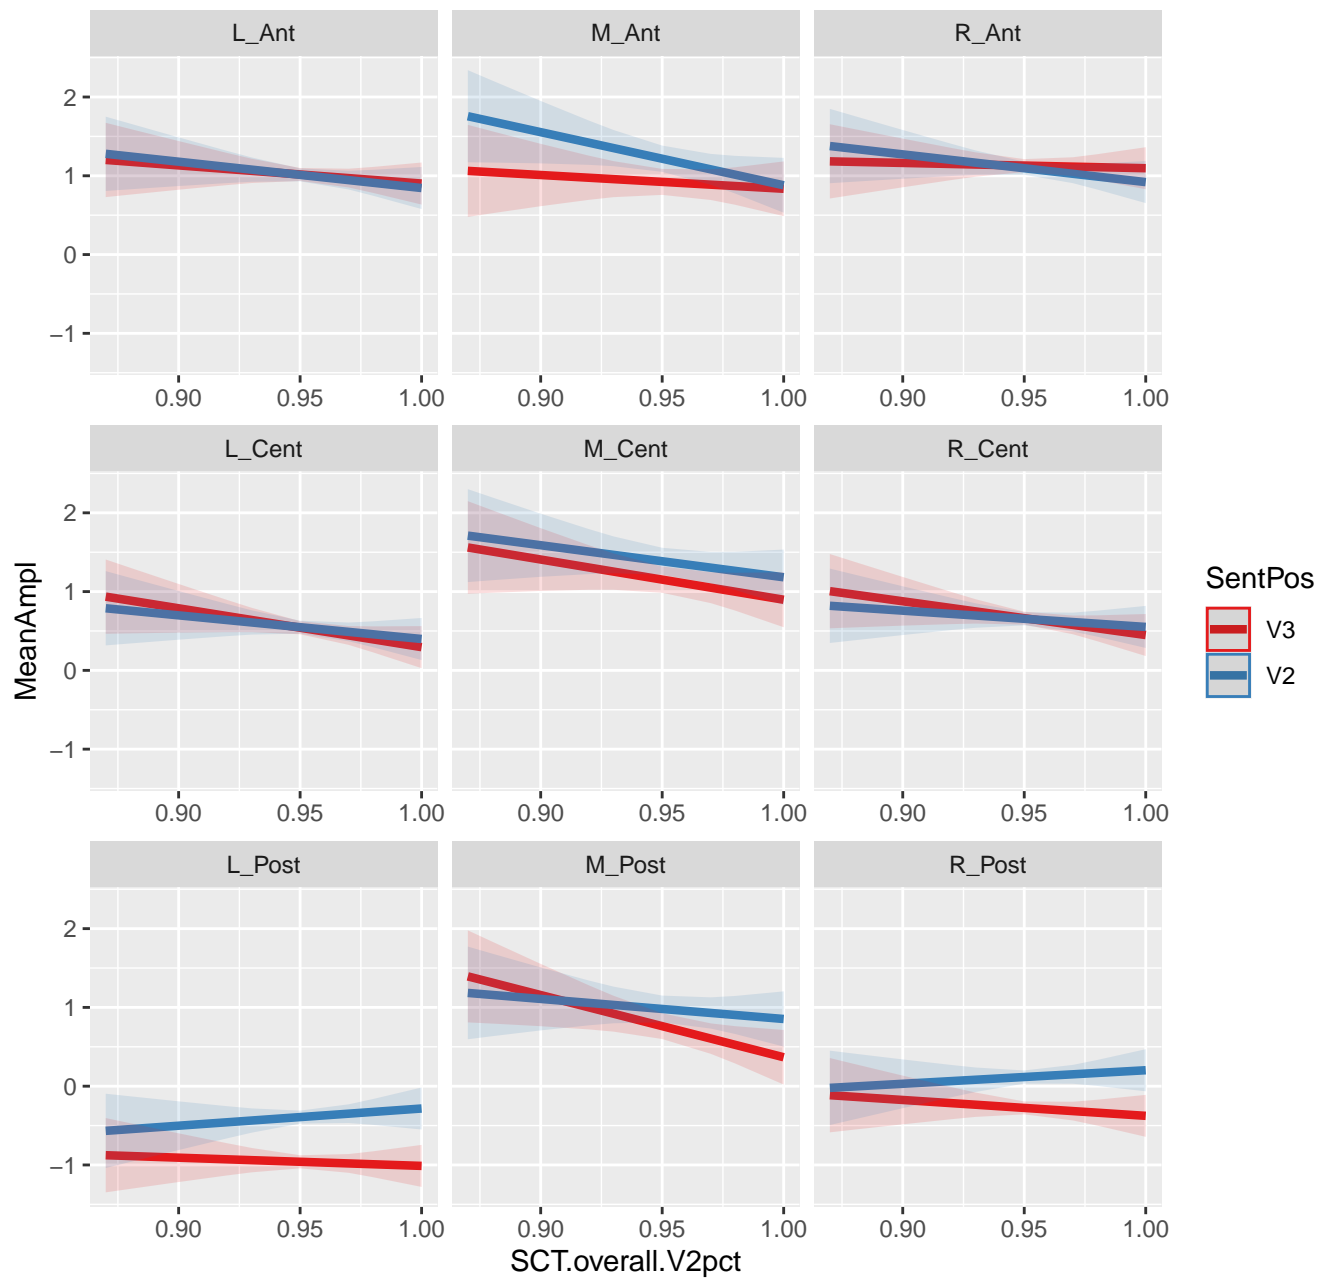 L_Ant M_Ant R_Ant
2
1
0
−1
0.90 0.95 1.00 0.90 0.95 1.00 0.90 0.95 1.00
L_Cent M_Cent R_Cent
2
1
0
−1
0.90 0.95 1.00 0.90 0.95 1.00 0.90 0.95 1.00
L_Post M_Post R_Post
2
1
0
−1
0.90 0.95 1.00 0.90 0.95 1.00 0.90 0.95 1.00
SCT.overall.V2pct
MeanAmpl
SentPos
V3
V2